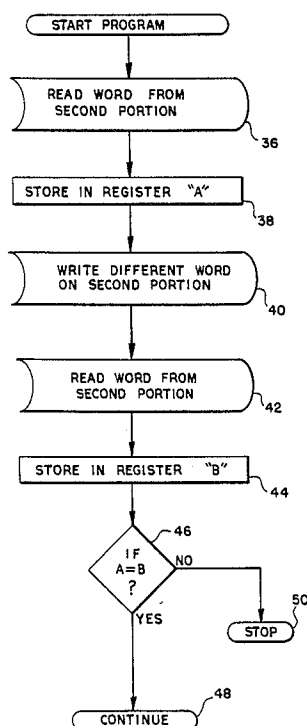 START PROGRAM
READ WORD FROM
SECOND PORTION
36
STORE IN REGISTER "A"
38
WRITE DIFFERENT WORD
ON SECOND PORTION
40
READ WORD FROM
SECOND PORTION
42
STORE IN REGISTER "B"
44
46
IF
A=B
?
NO
YES
50
STOP
48
CONTINUE